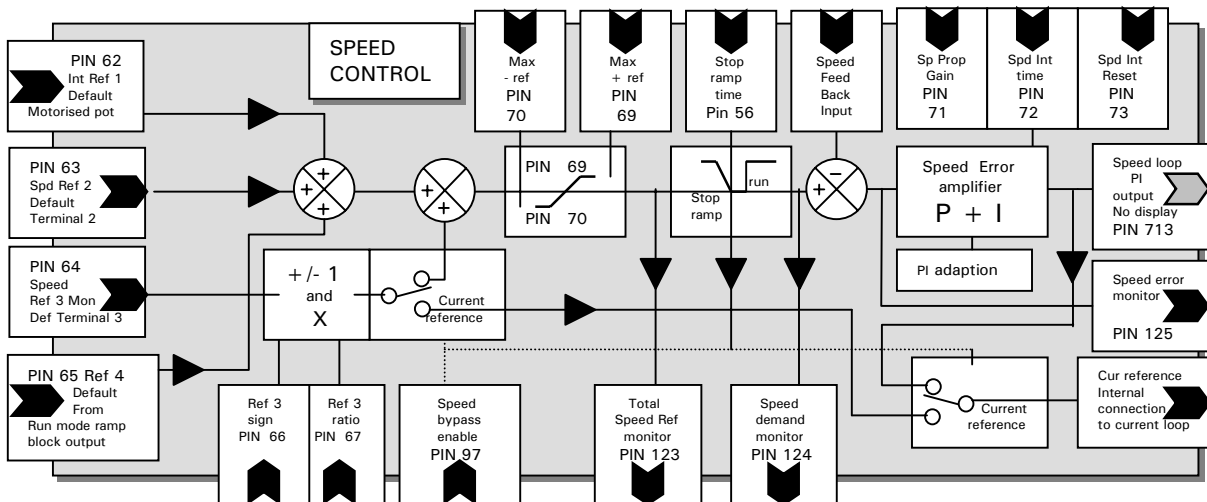 SPEED
CONTROL
PIN 62
Int Ref 1
Default
Motorised pot
PIN 63
Spd Ref 2
Default
Terminal 2
PIN 64
Speed
Ref 3 Mon
Def Terminal 3
PIN 65 Ref 4
Default
From
Run mode ramp
block output
Max
- ref
PIN
70
Max
+ ref
PIN
69
Stop
ramp
time
Pin 56
Speed
Feed
Back
Input
Sp Prop
Gain
PIN
71
Spd Int
time
PIN
72
Spd Int
Reset
PIN
73
+
+
+
+
+
PIN 69
PIN 70
Stop
ramp
run
+
-
Speed Error
amplifier
P + I
PI adaption
Speed loop
PI
output
No display
PIN 713
Speed error
monitor
PIN 125
+/- 1
and
X
Current
reference
Current
reference
Cur reference
Internal
connection
to current loop
Ref 3
sign
PIN 66
Ref 3
ratio
PIN 67
Speed
bypass
enable
PIN 97
Total
Speed Ref
monitor
PIN 123
Speed
demand
monitor
PIN 124